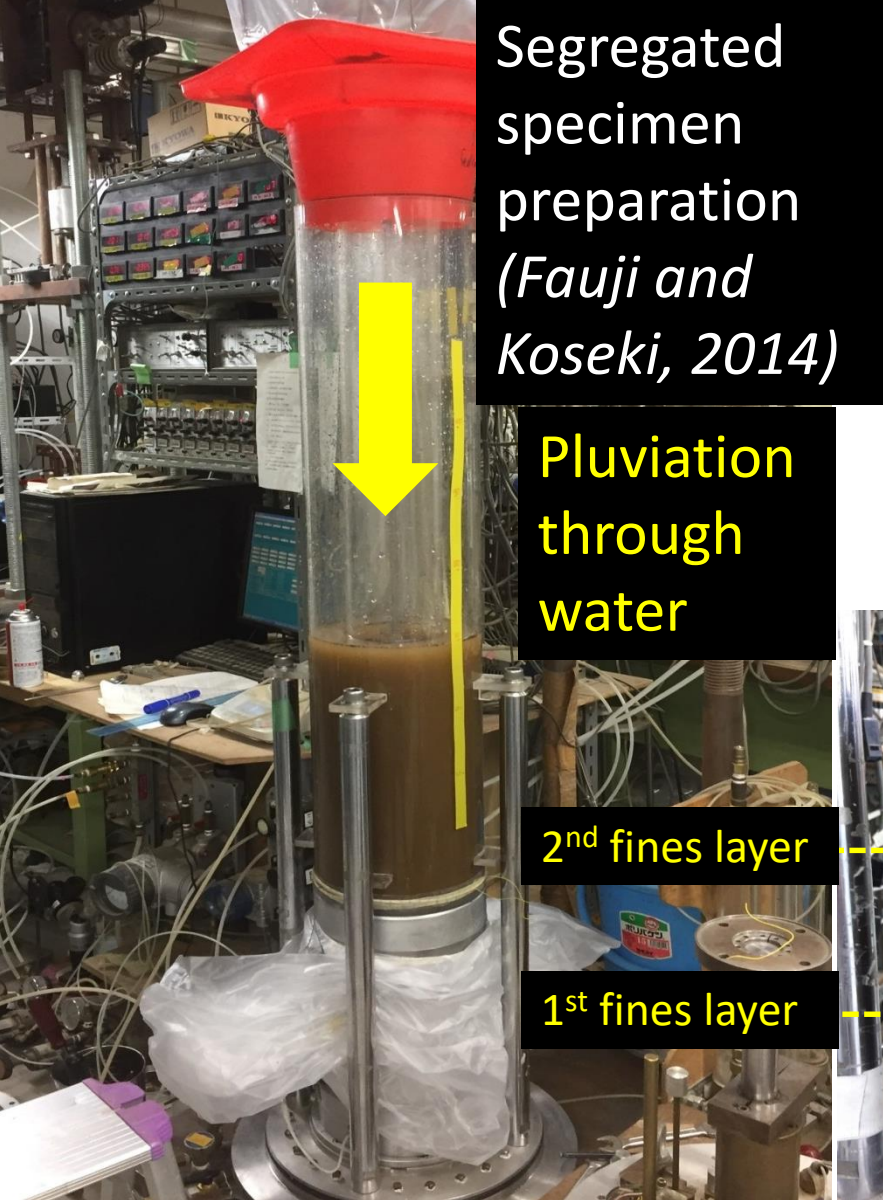 Segregated
specimen
preparation
(Fauji and
Koseki, 2014)
Pluviation
through
water
2nd fines layer
1st fines layer